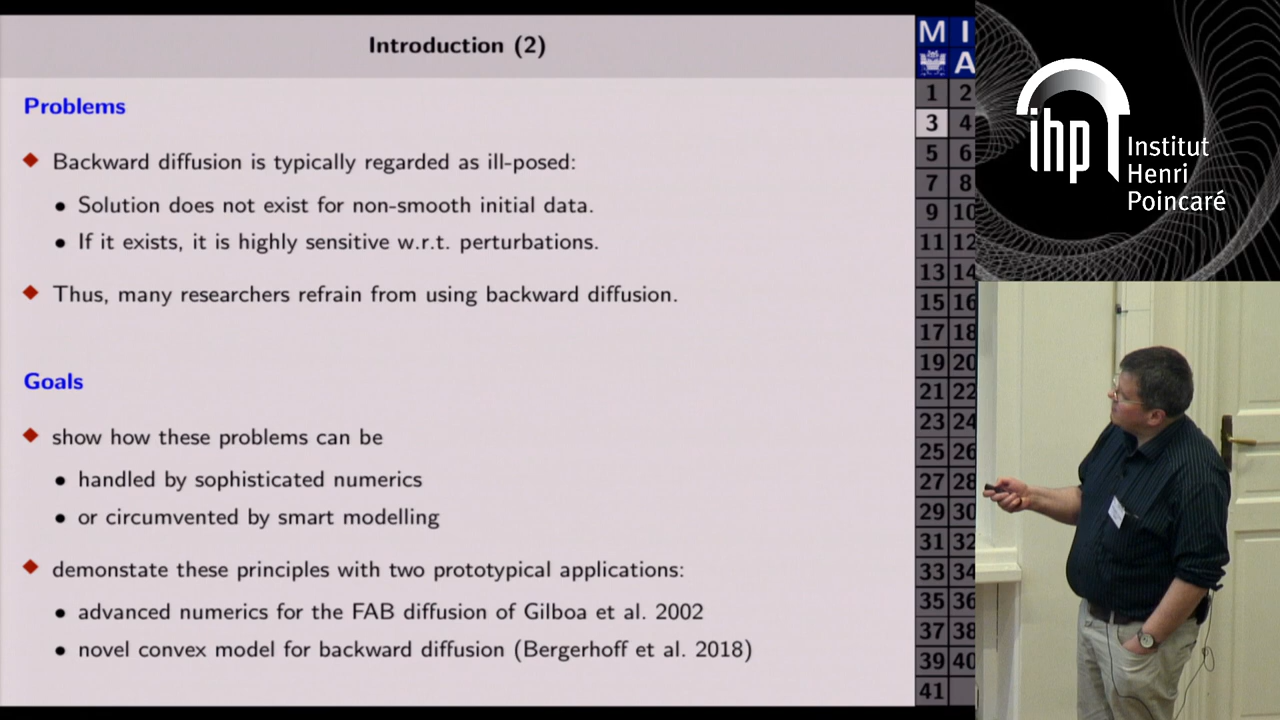 Introduction (2)
Problems
Backward diffusion is typically regarded as ill-posed:
Solution does not exist for non-smooth initial data.
If it exists, it is highly sensitive w.r.t. perturbations.
Thus, many researchers refrain from using backward diffusion.
Goals
show how these problems can be
handled by sophisticated numerics
or circumvented by smart modelling
demonstate these principles with two prototypical applications:
advanced numerics for the FAB diffusion of Gilboa et al. 2002
novel convex model for backward diffusion (Bergerhoff et al. 2018)
M I
A
1 2
3 4
5 6
7 8
9 10
11 12
13 14
15 16
17 18
19 20
21 22
23 24
25 26
27 28
29 30
31 32
33 34
35 36
37 38
39 40
41
ihp
Institut
Henri
Poincaré